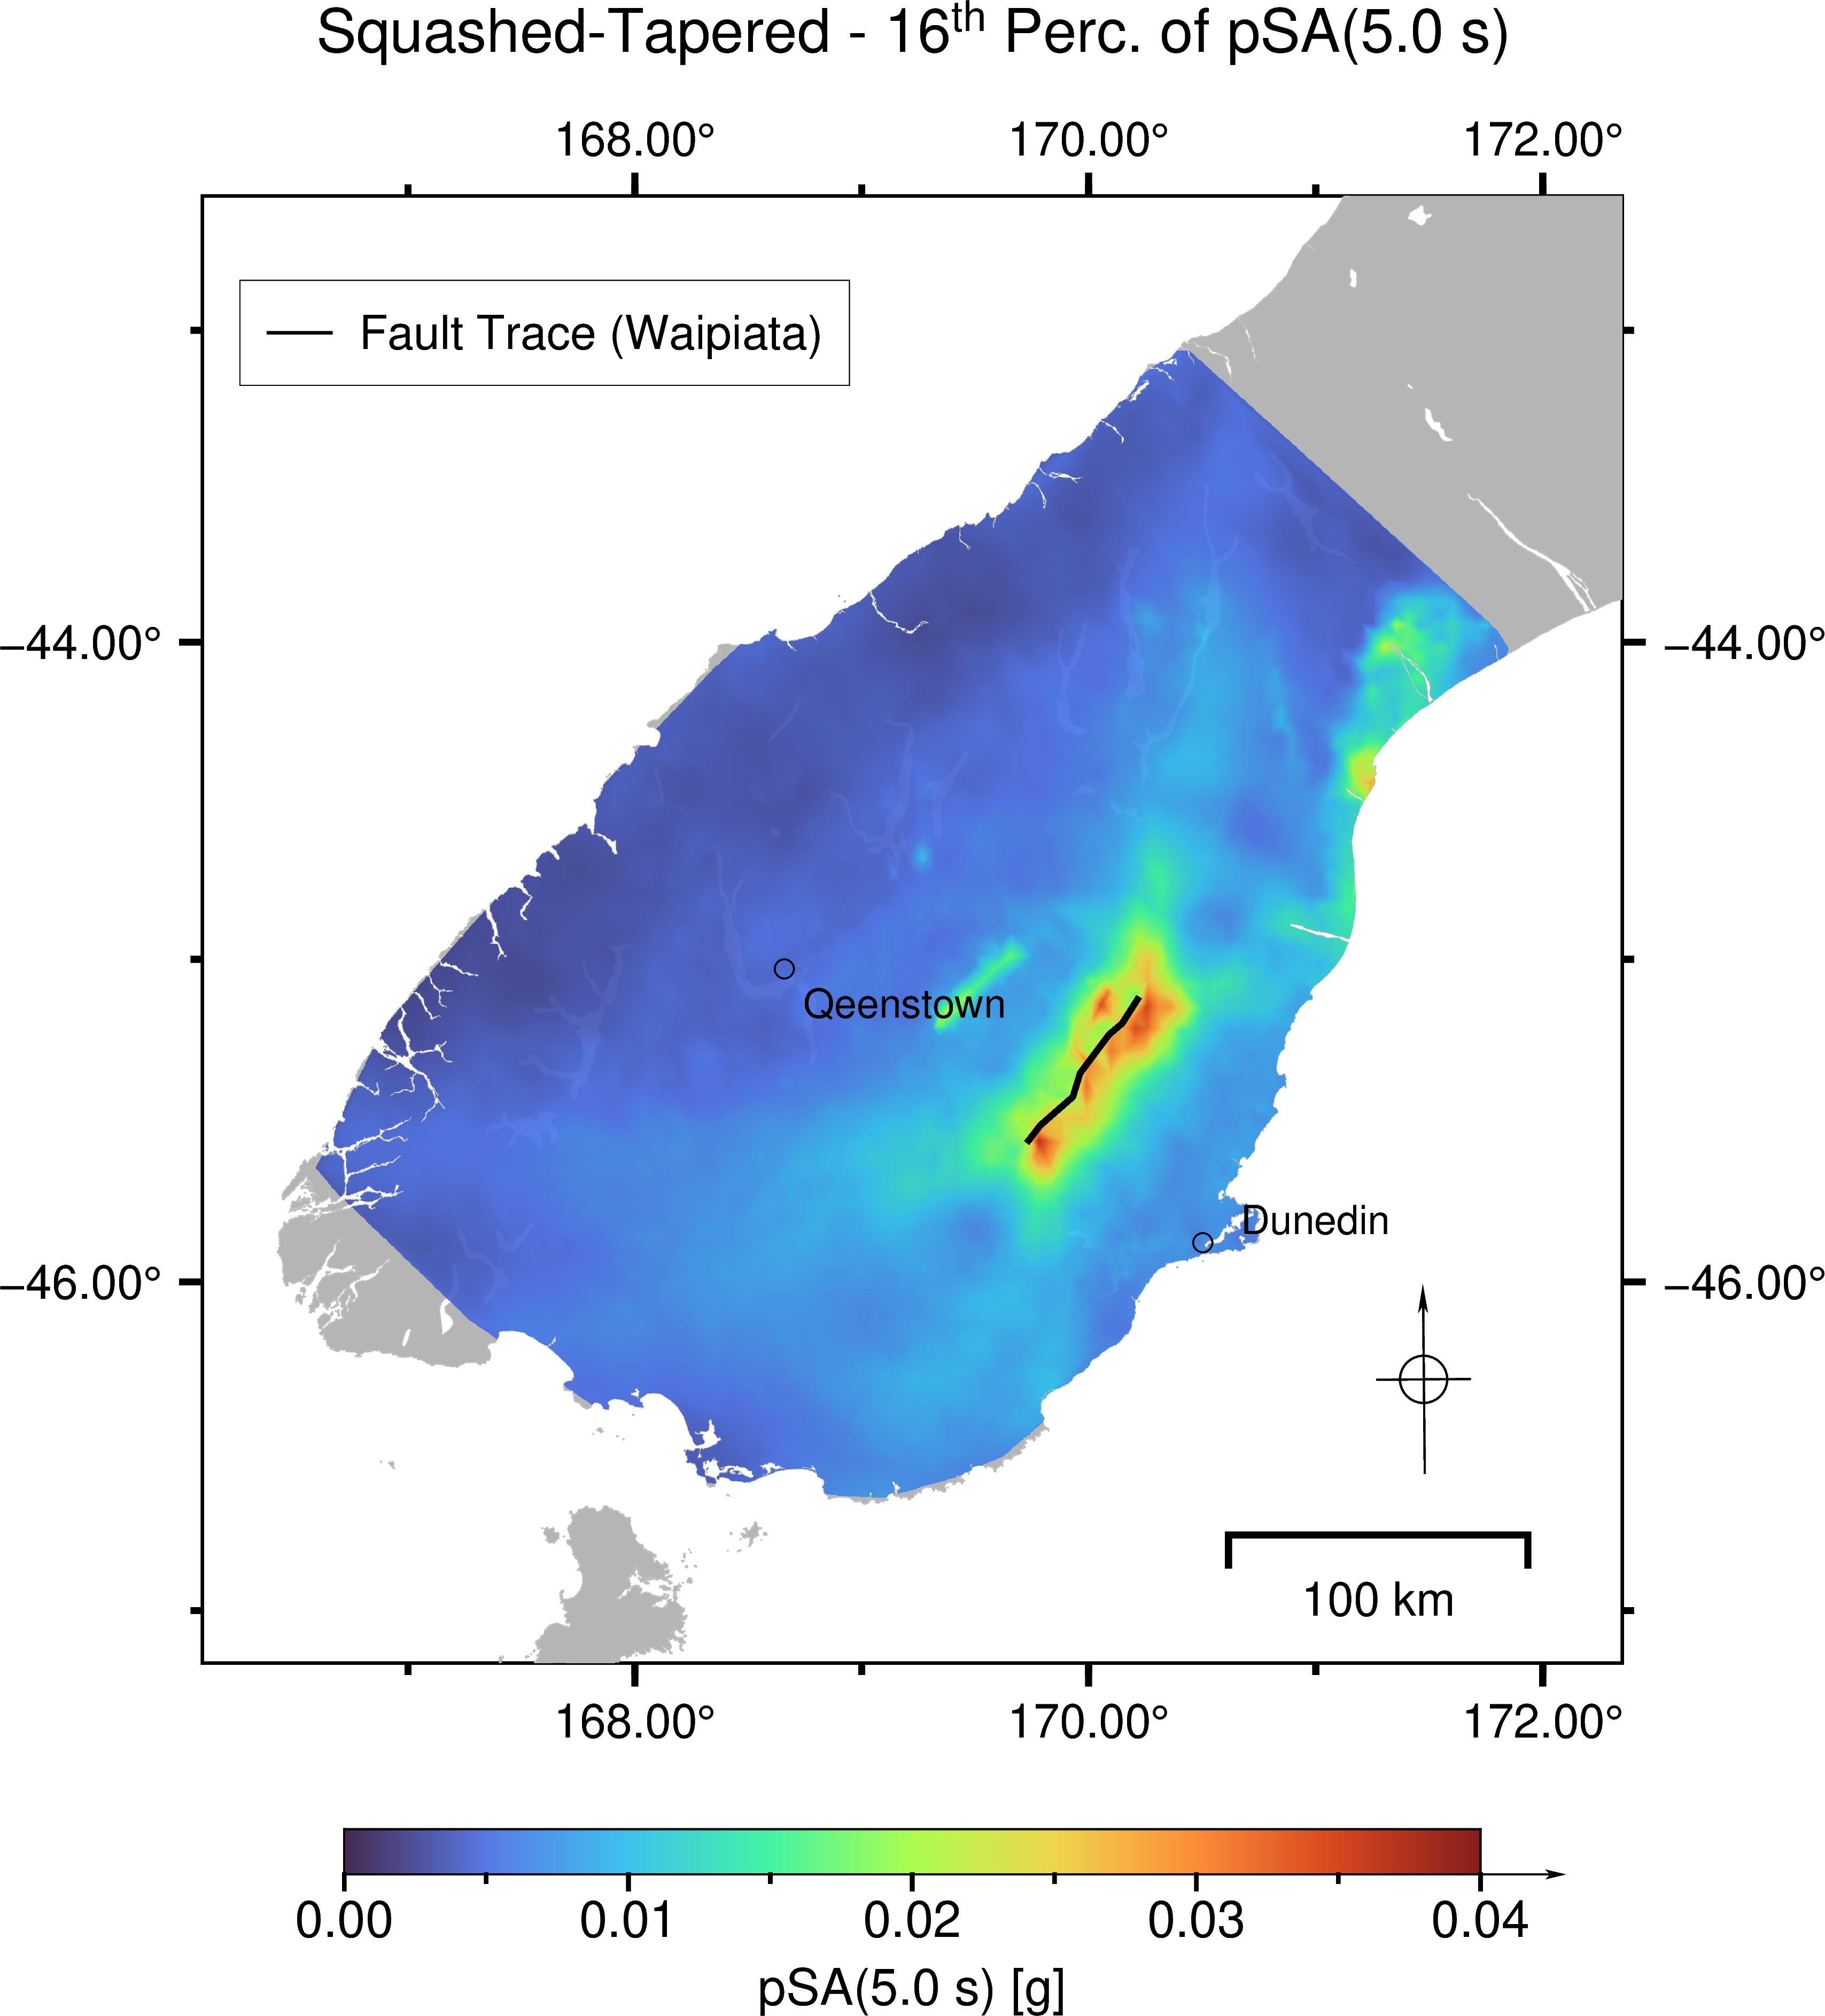 Squashed-Tapered - 16th Perc. of pSA(5.0 s)
168.00° 170.00° 172.00°
Fault Trace (Waipiata)
−44.00° −44.00°
Qeenstown
Dunedin
−46.00° −46.00°
100 km
168.00° 170.00° 172.00°
0.00 0.01 0.02 0.03 0.04
pSA(5.0 s) [g]